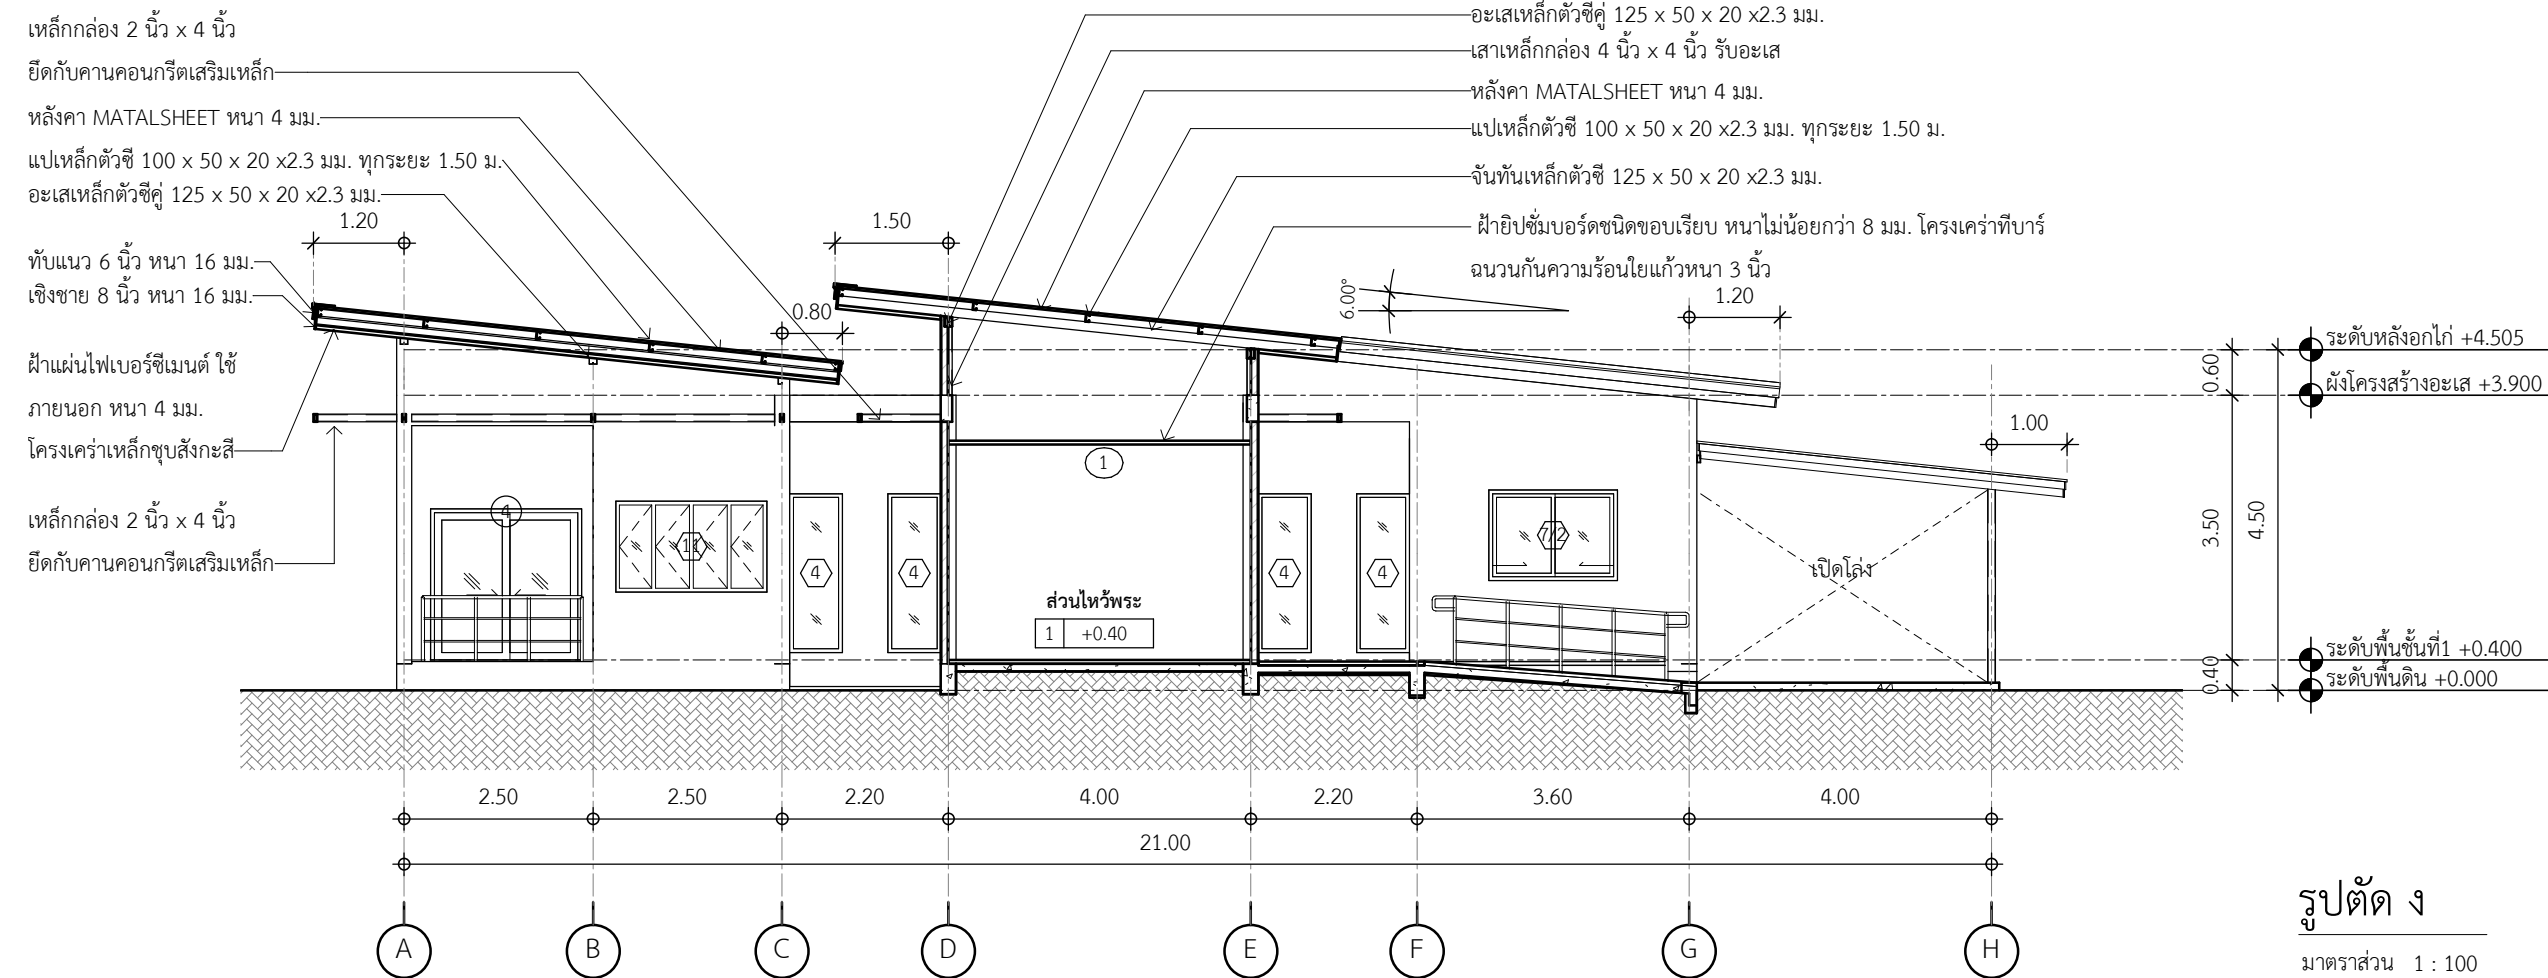 เหล็กกล่อง 2 นิ้ว x 4 นิ้ว
ยึดกับคานคอนกรีตเสริมเหล็ก
หลังคา MATALSHEET หนา 4 มม.
แปเหล็กตัวซี 100 x 50 x 20 x2.3 มม. ทุกระยะ 1.50 ม.
อะเสเหล็กตัวซีคู่ 125 x 50 x 20 x2.3 มม.
ทับแนว 6 นิ้ว หนา 16 มม.
เชิงชาย 8 นิ้ว หนา 16 มม.
ฝ้าแผ่นไฟเบอร์ซีเมนต์ ใช้
ภายนอก หนา 4 มม.
โครงเคร่าเหล็กชุบสังกะสี
เหล็กกล่อง 2 นิ้ว x 4 นิ้ว
ยึดกับคานคอนกรีตเสริมเหล็ก
อะเสเหล็กตัวซีคู่ 125 x 50 x 20 x2.3 มม.
เสาเหล็กกล่อง 4 นิ้ว x 4 นิ้ว รับอะเส
หลังคา MATALSHEET หนา 4 มม.
แปเหล็กตัวซี 100 x 50 x 20 x2.3 มม. ทุกระยะ 1.50 ม.
จันทันเหล็กตัวซี 125 x 50 x 20 x2.3 มม.
ฝ้ายิปซั่มบอร์ดชนิดขอบเรียบ หนาไม่น้อยกว่า 8 มม. โครงเคร่าทีบาร์
ฉนวนกันความร้อนใยแก้วหนา 3 นิ้ว
1.20
1.50
0.80
6.00°
1.20
1.00
ระดับหลังอกไก่ +4.505
ผังโครงสร้างอะเส +3.900
ระดับพื้นชั้นที่1 +0.400
ระดับพื้นดิน +0.000
0.60
3.50
0.40
4.50
1
4
11
4
4
4
4
7/2
ส่วนไหว้พระ
1 +0.40
เปิดโล่ง
2.50 2.50 2.20 4.00 2.20 3.60 4.00
21.00
A B C D E F G H
รูปตัด ง
มาตราส่วน 1 : 100